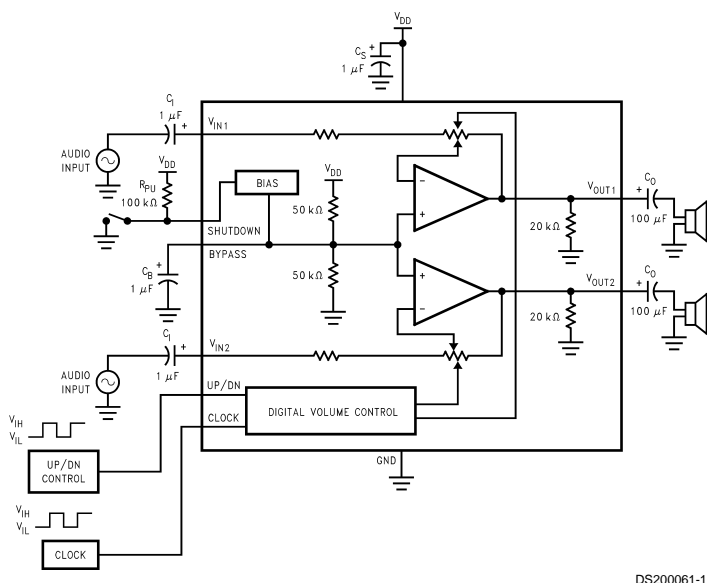 V_DD
C_S +
1 µF
C_I
1 µF +
V_IN1
AUDIO
INPUT
V_DD
R_PU
100 kΩ
BIAS
V_DD
50 kΩ
SHUTDOWN
BYPASS
50 kΩ
C_B +
1 µF
−
+
+
−
V_OUT1
20 kΩ
+ C_O
100 µF
V_OUT2
20 kΩ
+ C_O
100 µF
C_I
1 µF +
V_IN2
AUDIO
INPUT
UP/DN
CLOCK
DIGITAL VOLUME CONTROL
GND
V_IH
V_IL
UP/DN
CONTROL
V_IH
V_IL
CLOCK
DS200061-1